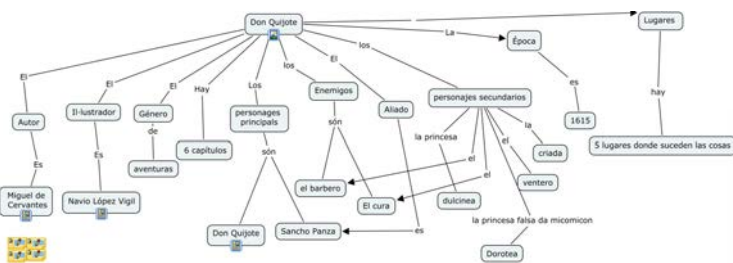 Don Quijote
Lugares
La
Época
los
El
El
El
El
Hay
Los
los
es
hay
Autor
Il·lustrador
Género
personages
principals
Enemigos
Aliado
personajes secundarios
1615
5 lugares donde suceden las cosas
Es
Es
de
6 capítulos
són
són
la princesa
el
el
el
la
criada
aventuras
ventero
Miguel de
Cervantes
Navio López Vigil
el barbero
El cura
dulcinea
la princesa falsa da micomicon
Don Quijote
Sancho Panza
es
Dorotea